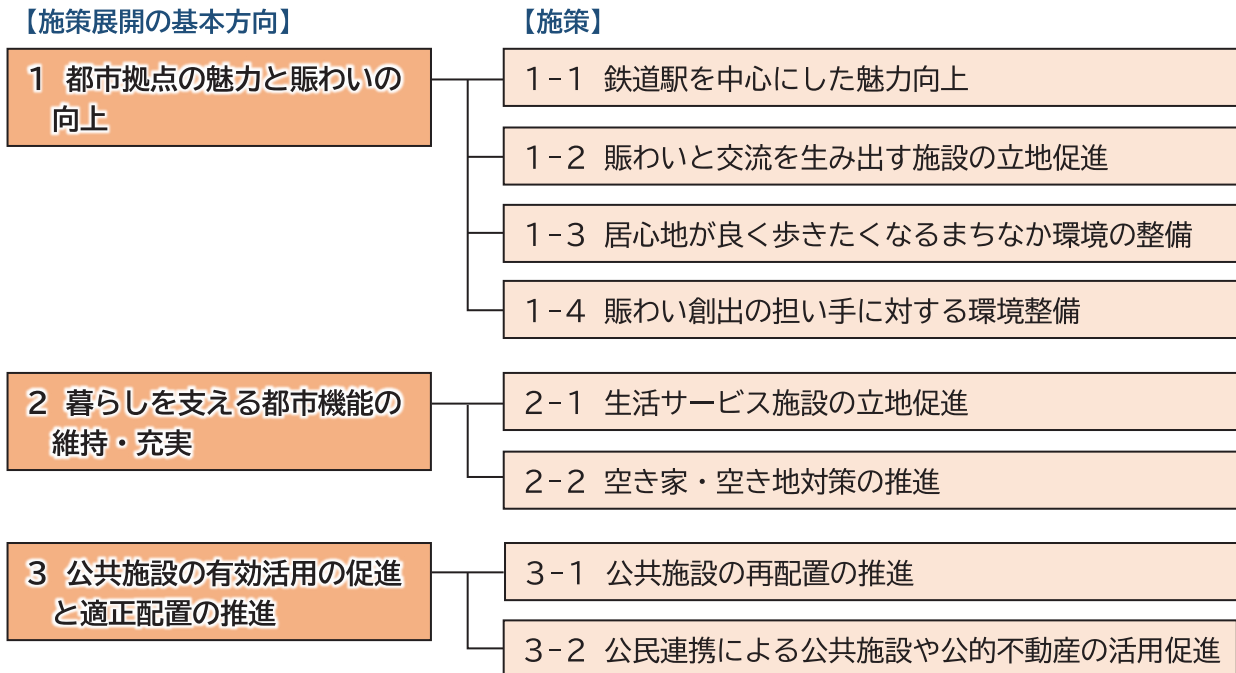 【施策展開の基本方向】
【施策】
1 都市拠点の魅力と賑わいの
向上
1-1 鉄道駅を中心にした魅力向上
1-2 賑わいと交流を生み出す施設の立地促進
1-3 居心地が良く歩きたくなるまちなか環境の整備
1-4 賑わい創出の担い手に対する環境整備
2 暮らしを支える都市機能の
維持・充実
2-1 生活サービス施設の立地促進
2-2 空き家・空き地対策の推進
3 公共施設の有効活用の促進
と適正配置の推進
3-1 公共施設の再配置の推進
3-2 公民連携による公共施設や公的不動産の活用促進